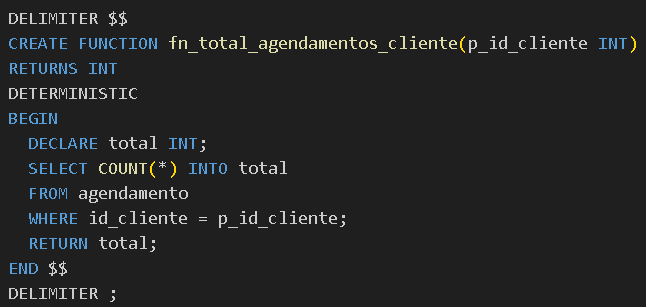 DELIMITER $$
CREATE FUNCTION fn_total_agendamentos_cliente(p_id_cliente INT)
RETURNS INT
DETERMINISTIC
BEGIN
  DECLARE total INT;
  SELECT COUNT(*) INTO total
  FROM agendamento
  WHERE id_cliente = p_id_cliente;
  RETURN total;
END $$
DELIMITER ;